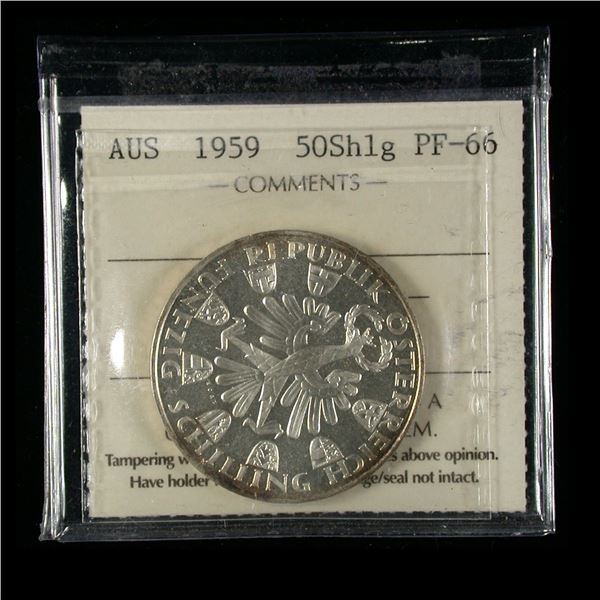 AUS 1959 50Shlg PF-66
— COMMENTS —
REPUBLIK ÖSTERREICH
FÜNFZIG SCHILLING
A
EM.
Tampering w s above opinion.
Have holder ge/seal not intact.